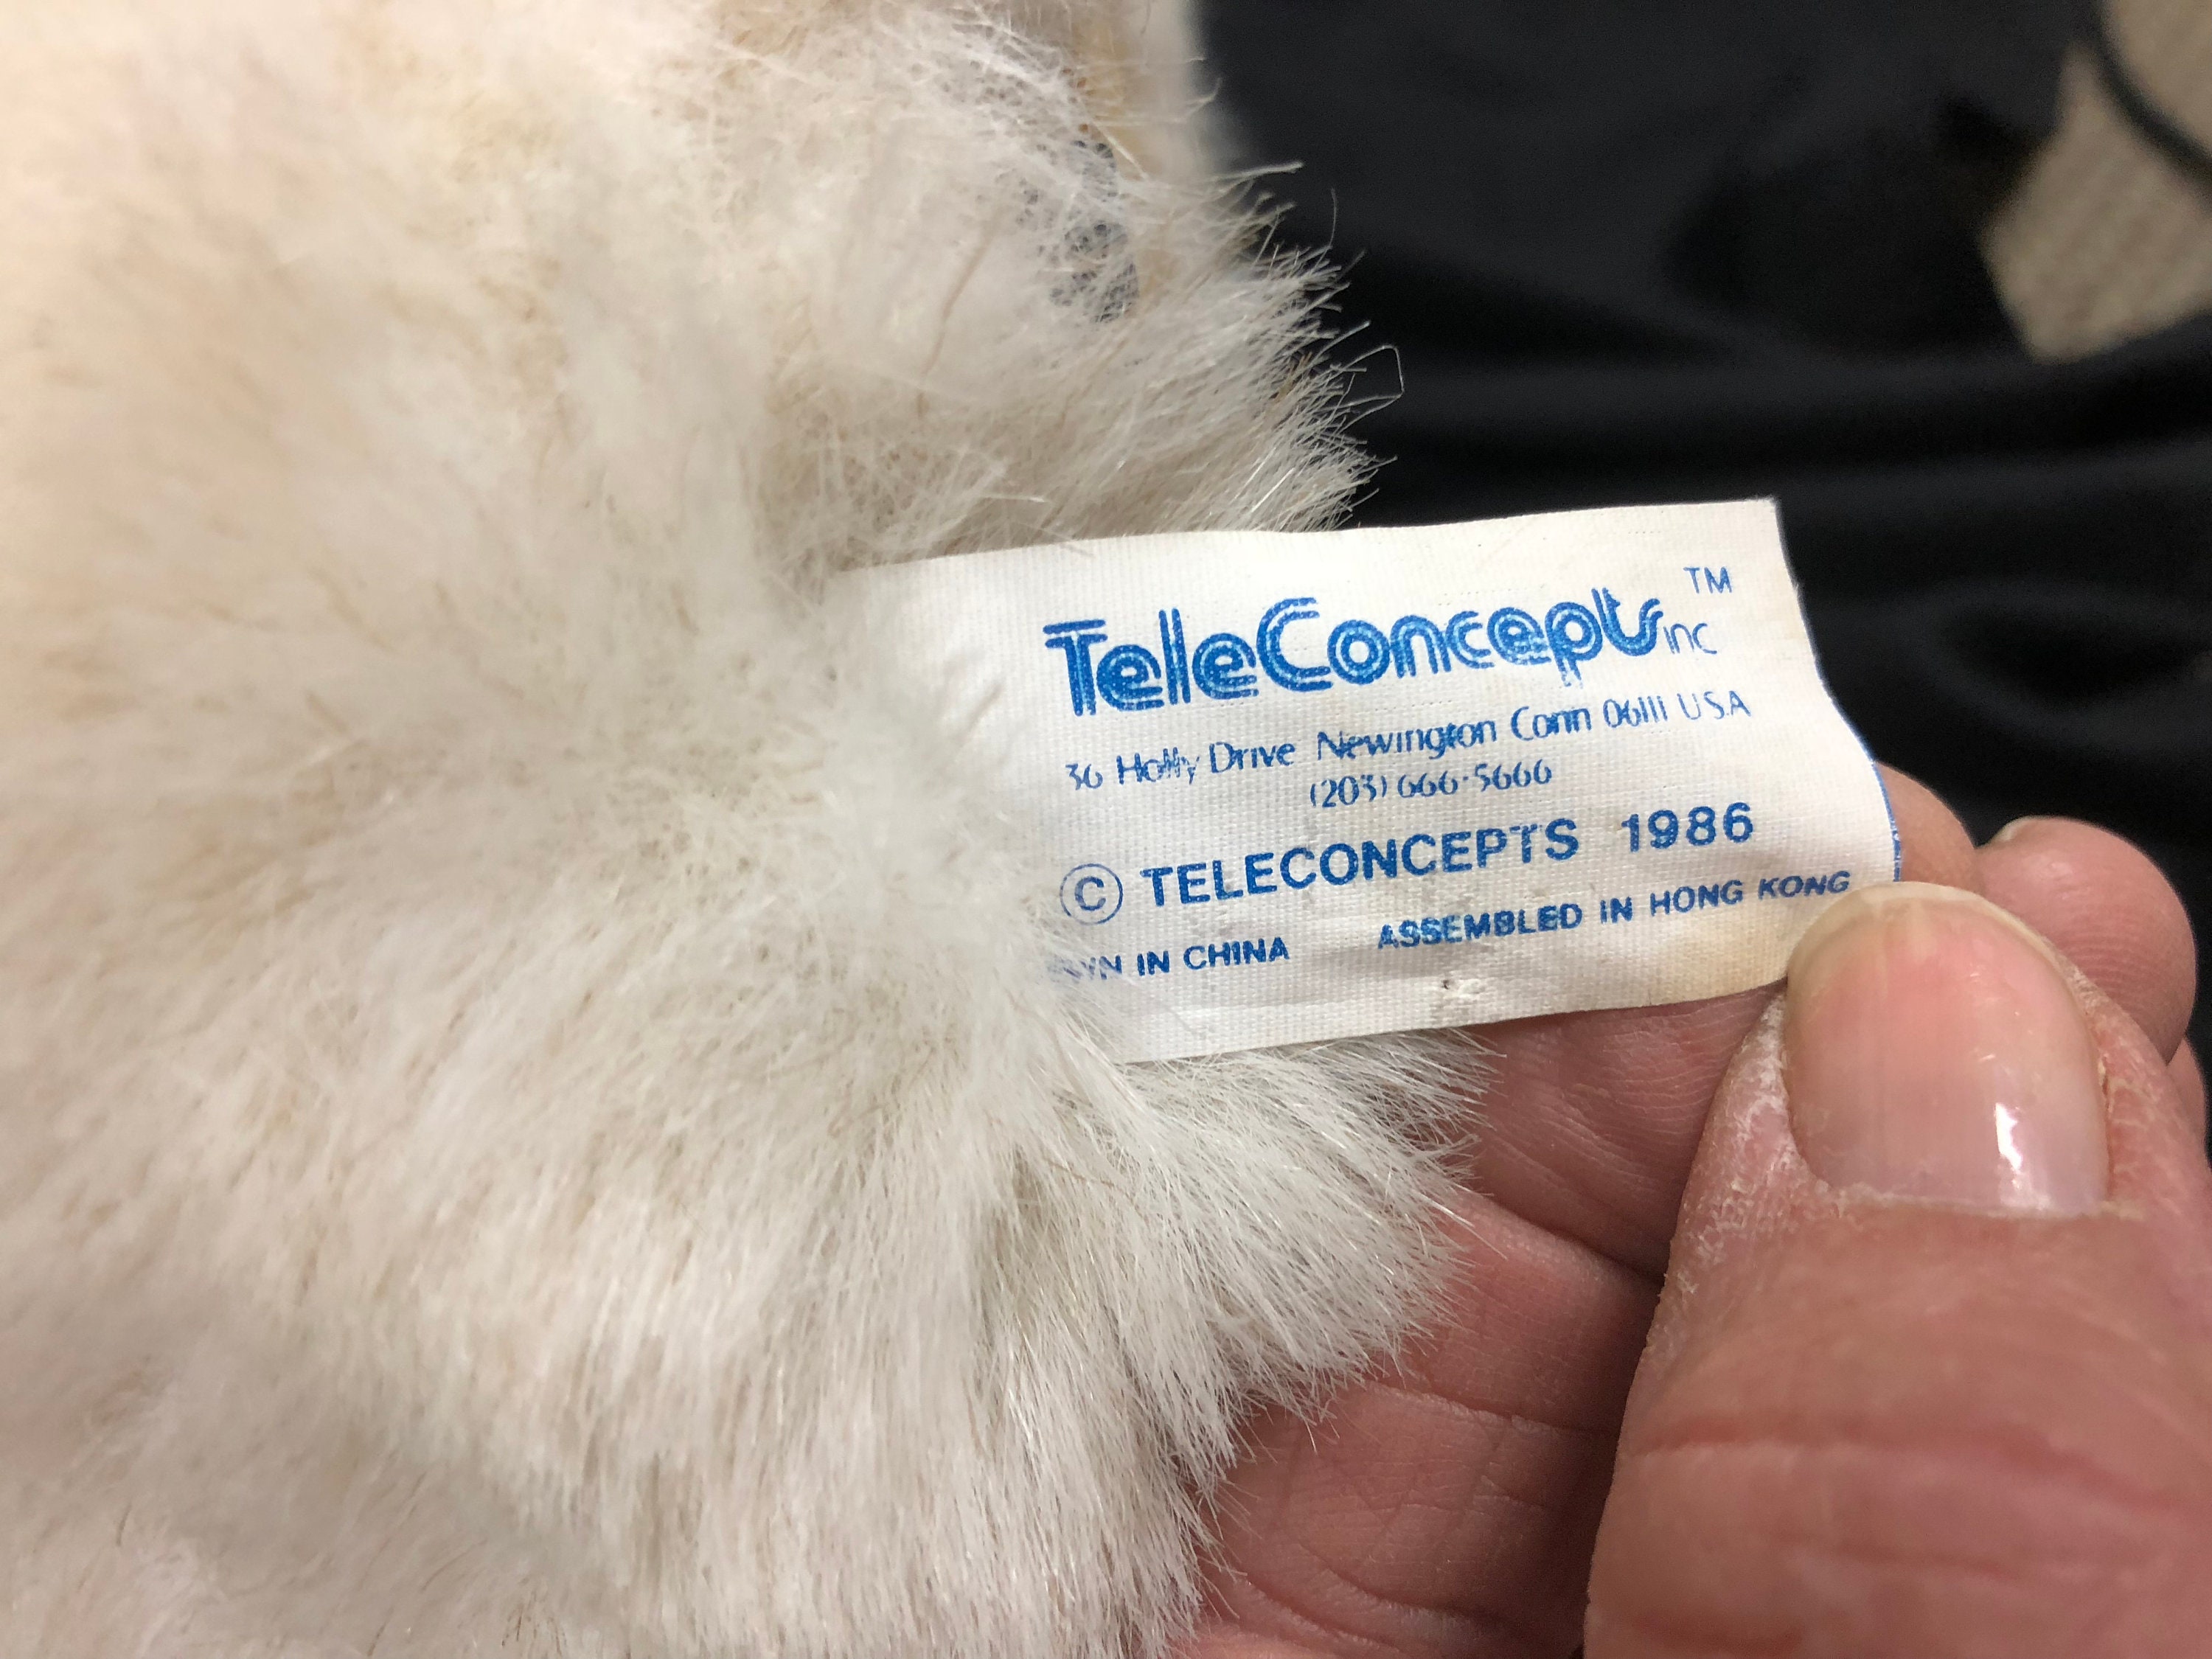 TeleConcepts inc TM
36 Holly Drive Newington Conn 06111 U.S.A
(203) 666-5666
© TELECONCEPTS 1986
IN CHINA ASSEMBLED IN HONG KONG